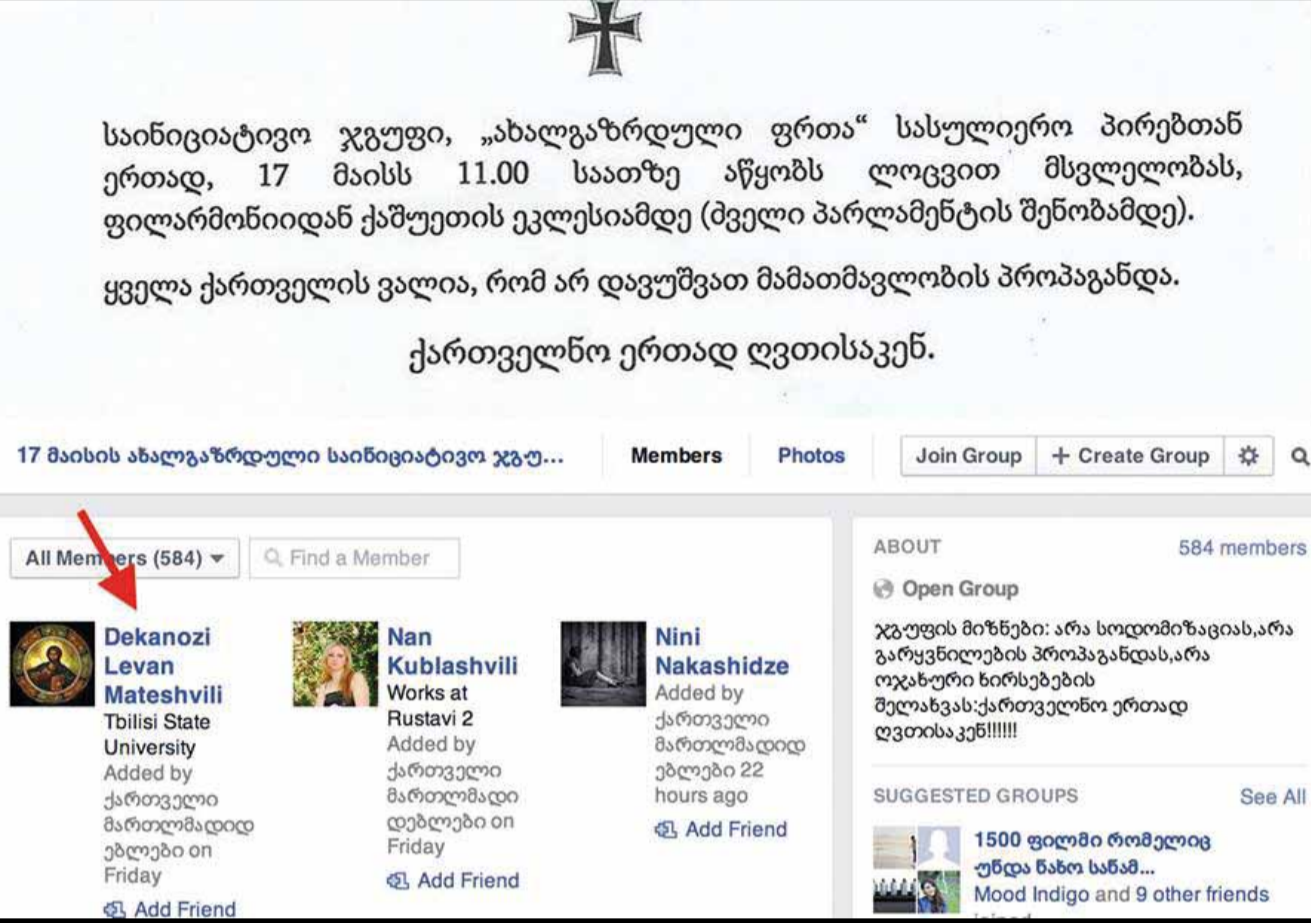 საინიციატივო ჯგუფი, „ახალგაზრდული ფრთა“ სასულიერო პირებთან
ერთად, 17 მაისს 11.00 საათზე აწყობს ლოცვით მსვლელობას,
ფილარმონიიდან ქაშუეთის ეკლესიამდე (ძველი პარლამენტის შენობამდე).
ყველა ქართველის ვალია, რომ არ დავუშვათ მამათმავლობის პროპაგანდა.
ქართველნო ერთად ღვთისაკენ.
17 მაისის ახალგაზრდული საინიციატივო ჯგუ...
Members
Photos
Join Group
+ Create Group
All Members (584)
Find a Member
Dekanozi
Levan
Mateshvili
Tbilisi State
University
Added by
ქართველი
მართლმადიდ
ებლები on
Friday
Add Friend
Nan
Kublashvili
Works at
Rustavi 2
Added by
ქართველი
მართლმადი
დებლები on
Friday
Add Friend
Nini
Nakashidze
Added by
ქართველი
მართლმადიდ
ებლები 22
hours ago
Add Friend
ABOUT
584 members
Open Group
ჯგუფის მიზნები: არა სოდომიზაციას,არა
გარყვნილების პროპაგანდას,არა
ოჯახური ხირსებების
შელახვას:ქართველნო ერთად
ღვთისაკენ!!!!!!
SUGGESTED GROUPS
See All
1500 ფილმი რომელიც
უნდა ნახო სანამ...
Mood Indigo and 9 other friends